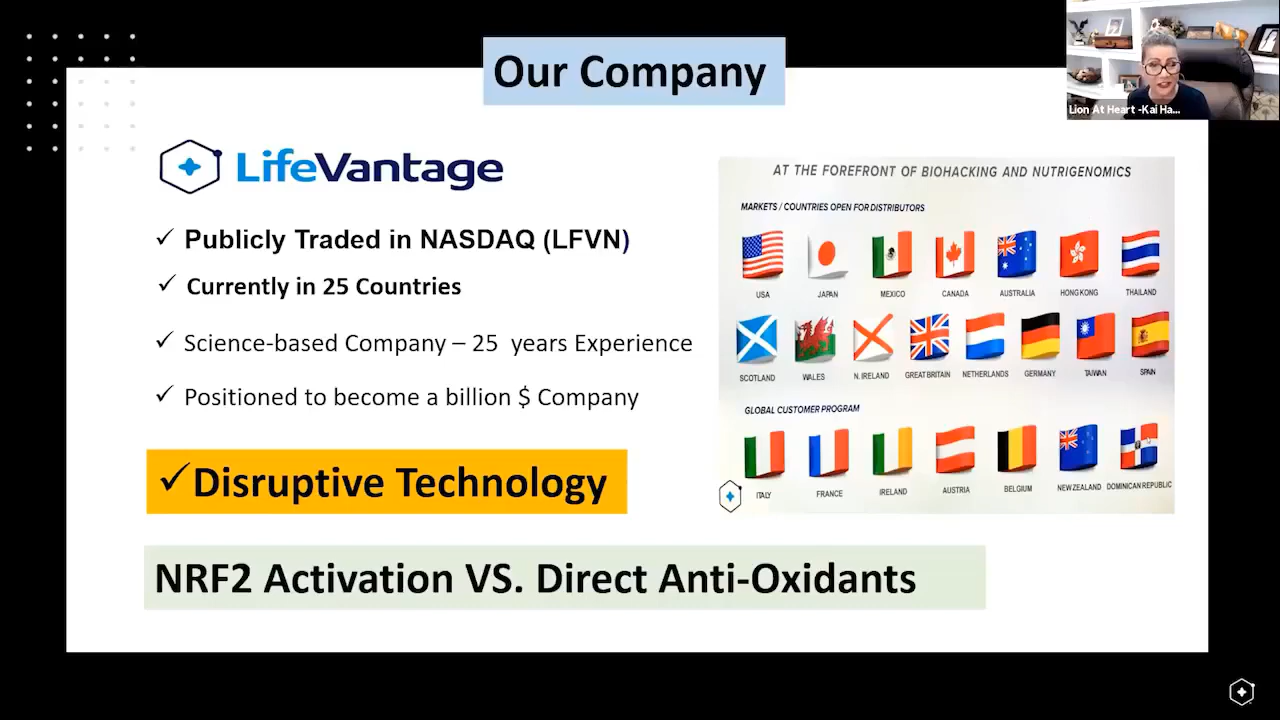 Our Company
Lion At Heart -Kai Ha...
LifeVantage
✓ Publicly Traded in NASDAQ (LFVN)
✓ Currently in 25 Countries
✓ Science-based Company – 25 years Experience
✓ Positioned to become a billion $ Company
✓Disruptive Technology
NRF2 Activation VS. Direct Anti-Oxidants
AT THE FOREFRONT OF BIOHACKING AND NUTRIGENOMICS
MARKETS / COUNTRIES OPEN FOR DISTRIBUTORS
USA JAPAN MEXICO CANADA AUSTRALIA HONG KONG THAILAND
SCOTLAND WALES N. IRELAND GREAT BRITAIN NETHERLANDS GERMANY TAIWAN SPAIN
GLOBAL CUSTOMER PROGRAM
ITALY FRANCE IRELAND AUSTRIA BELGIUM NEW ZEALAND DOMINICAN REPUBLIC